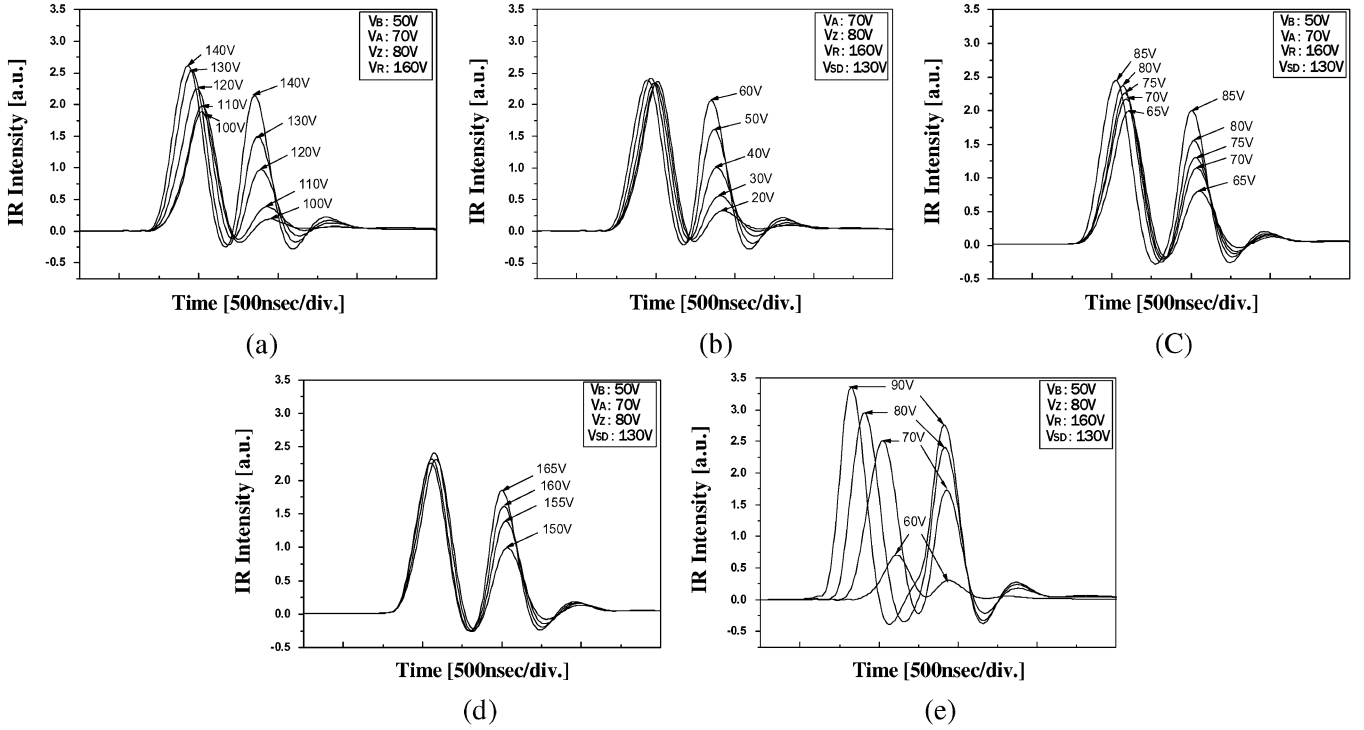 3.5
3.0
2.5
2.0
1.5
1.0
0.5
0.0
-0.5
IR Intensity [a.u.]
VB: 50V
VA: 70V
VZ: 80V
VR: 160V
140V
130V
120V
110V
100V
140V
130V
120V
110V
100V
Time [500nsec/div.]
(a)
3.5
3.0
2.5
2.0
1.5
1.0
0.5
0.0
-0.5
IR Intensity [a.u.]
VA: 70V
VZ: 80V
VR: 160V
VSD: 130V
60V
50V
40V
30V
20V
Time [500nsec/div.]
(b)
3.5
3.0
2.5
2.0
1.5
1.0
0.5
0.0
-0.5
IR Intensity [a.u.]
VB: 50V
VA: 70V
VR: 160V
VSD: 130V
85V
80V
75V
70V
65V
85V
80V
75V
70V
65V
Time [500nsec/div.]
(C)
3.5
3.0
2.5
2.0
1.5
1.0
0.5
0.0
-0.5
IR Intensity [a.u.]
VB: 50V
VA: 70V
VZ: 80V
VSD: 130V
165V
160V
155V
150V
Time [500nsec/div.]
(d)
3.5
3.0
2.5
2.0
1.5
1.0
0.5
0.0
-0.5
IR Intensity [a.u.]
VB: 50V
VZ: 80V
VR: 160V
VSD: 130V
90V
80V
70V
60V
Time [500nsec/div.]
(e)